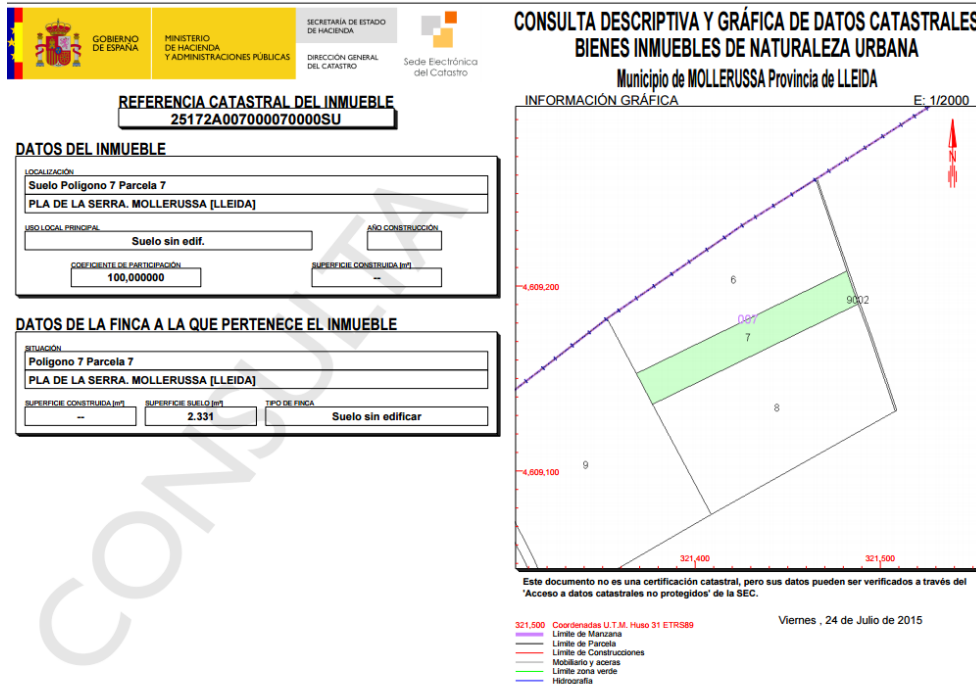 GOBIERNO
DE ESPAÑA
MINISTERIO
DE HACIENDA
Y ADMINISTRACIONES PÚBLICAS
SECRETARÍA DE ESTADO
DE HACIENDA
DIRECCIÓN GENERAL
DEL CATASTRO
Sede Electrónica
del Catastro
REFERENCIA CATASTRAL DEL INMUEBLE
25172A007000070000SU
DATOS DEL INMUEBLE
LOCALIZACIÓN
Suelo Poligono 7 Parcela 7
PLA DE LA SERRA. MOLLERUSSA [LLEIDA]
USO LOCAL PRINCIPAL
AÑO CONSTRUCCIÓN
Suelo sin edif.
COEFICIENTE DE PARTICIPACIÓN
SUPERFICIE CONSTRUIDA [m²]
100,000000
--
DATOS DE LA FINCA A LA QUE PERTENECE EL INMUEBLE
SITUACIÓN
Poligono 7 Parcela 7
PLA DE LA SERRA. MOLLERUSSA [LLEIDA]
SUPERFICIE CONSTRUIDA [m²]
SUPERFICIE SUELO [m²]
TIPO DE FINCA
--
2.331
Suelo sin edificar
CONSULTA
CONSULTA DESCRIPTIVA Y GRÁFICA DE DATOS CATASTRALES
BIENES INMUEBLES DE NATURALEZA URBANA
Municipio de MOLLERUSSA Provincia de LLEIDA
INFORMACIÓN GRÁFICA
E: 1/2000
N
6
4,609,200
9002
007
7
8
9
4,609,100
321,400
321,500
Este documento no es una certificación catastral, pero sus datos pueden ser verificados a través del
'Acceso a datos catastrales no protegidos' de la SEC.
Viernes , 24 de Julio de 2015
321,500 Coordenadas U.T.M. Huso 31 ETRS89
Límite de Manzana
Límite de Parcela
Límite de Construcciones
Mobiliario y aceras
Límite zona verde
Hidrografía